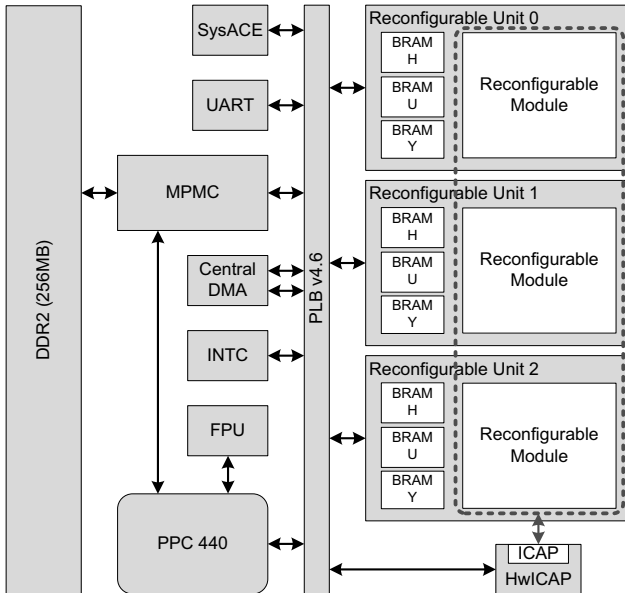 DDR2 (256MB)
SysACE
UART
MPMC
Central
DMA
INTC
FPU
PPC 440
PLB v4.6
Reconfigurable Unit 0
BRAM
H
BRAM
U
BRAM
Y
Reconfigurable
Module
Reconfigurable Unit 1
BRAM
H
BRAM
U
BRAM
Y
Reconfigurable
Module
Reconfigurable Unit 2
BRAM
H
BRAM
U
BRAM
Y
Reconfigurable
Module
ICAP
HwICAP